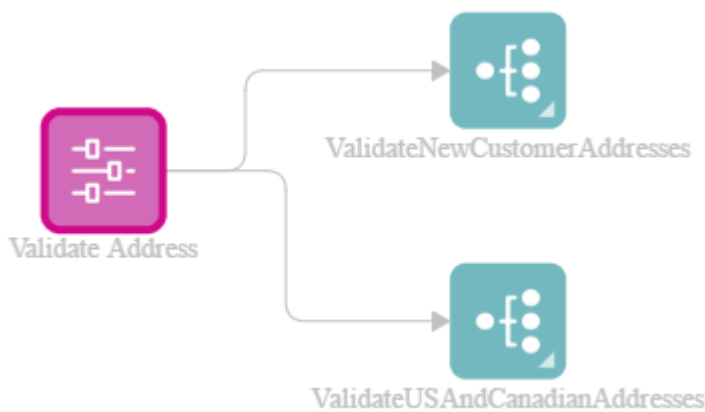 ValidateNewCustomerAddresses
Validate Address
ValidateUSAndCanadianAddresses